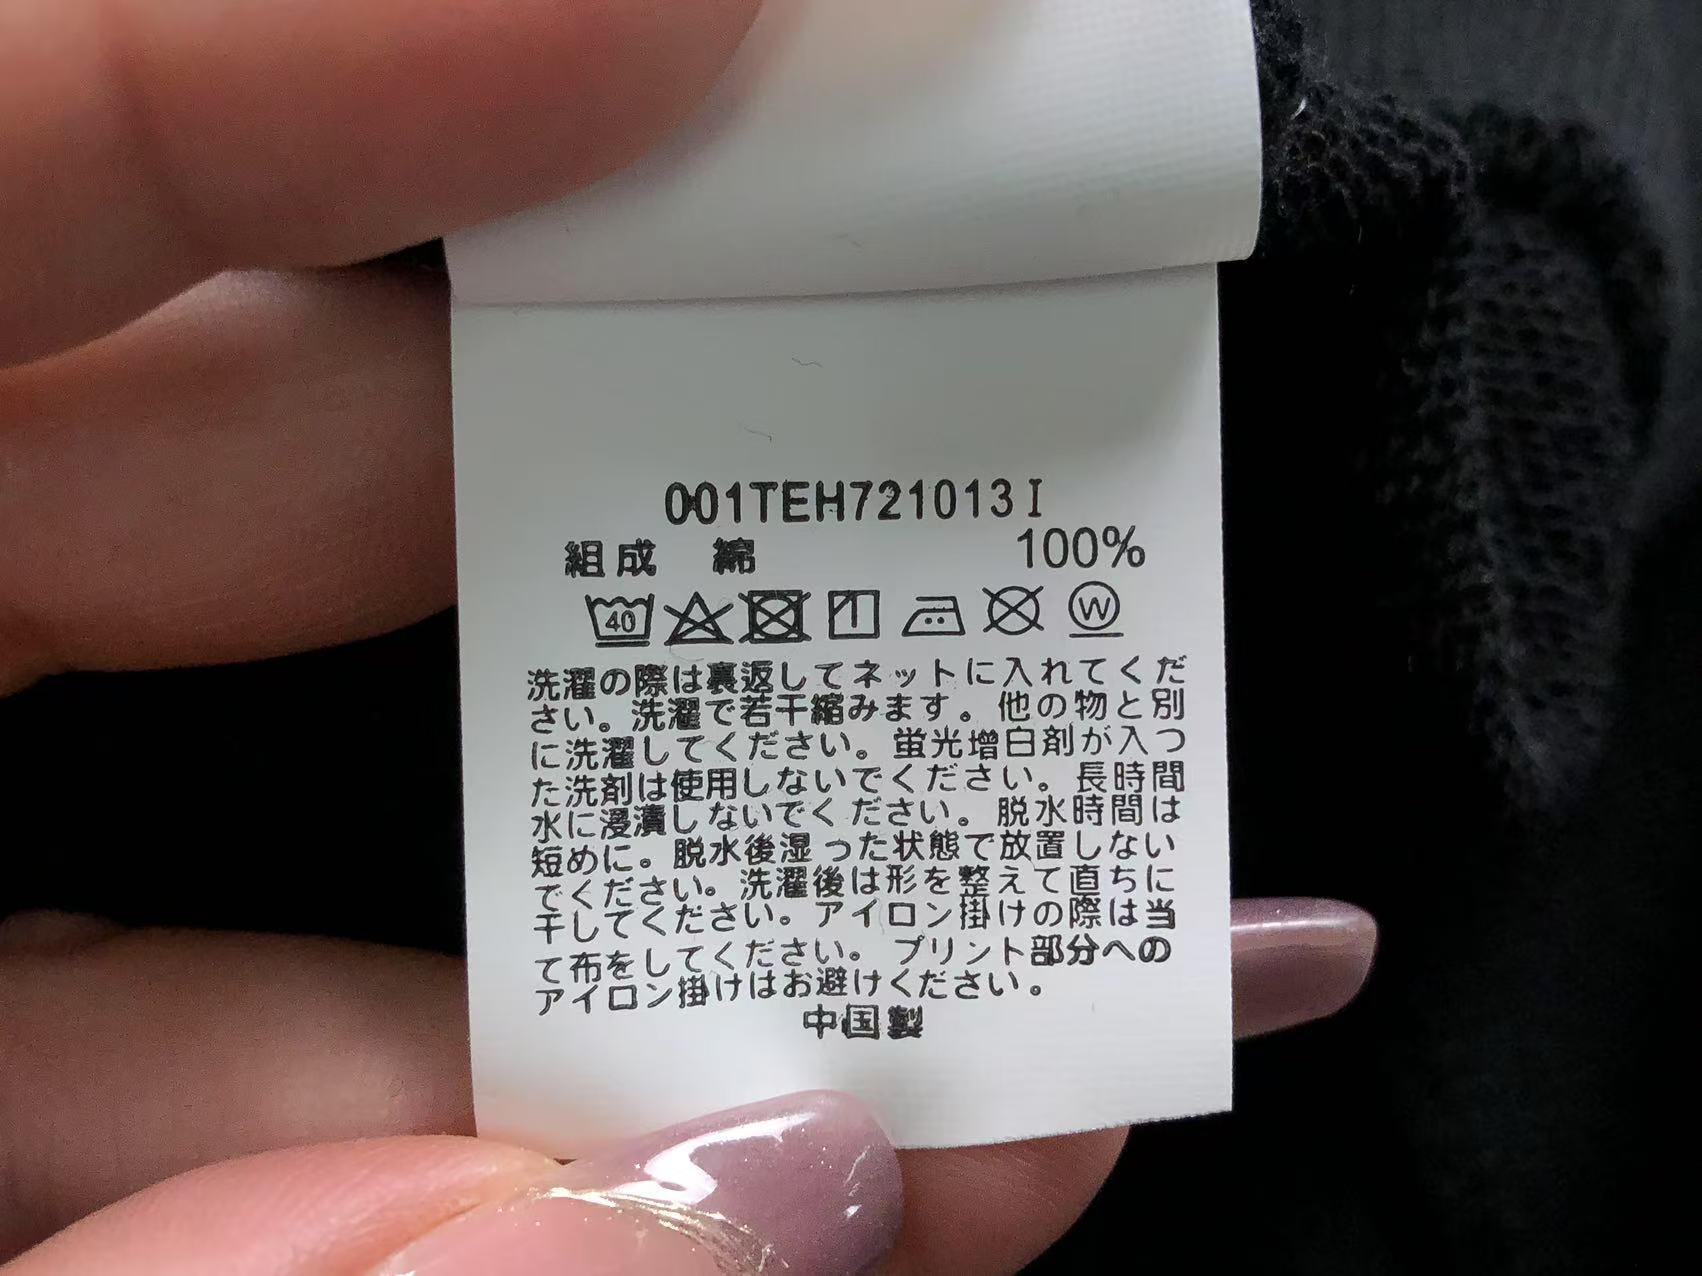 001TEH721013I
組成 綿 100%
40 W
洗濯の際は裏返してネットに入れてくだ
さい。洗濯で若干縮みます。他の物と別
に洗濯してください。蛍光増白剤が入つ
た洗剤は使用しないでください。長時間
水に浸漬しないでください。脱水時間は
短めに。脱水後湿った状態で放置しない
でください。洗濯後は形を整えて直ちに
干してください。アイロン掛けの際は当
て布をしてください。プリント部分への
アイロン掛けはお避けください。
中国製